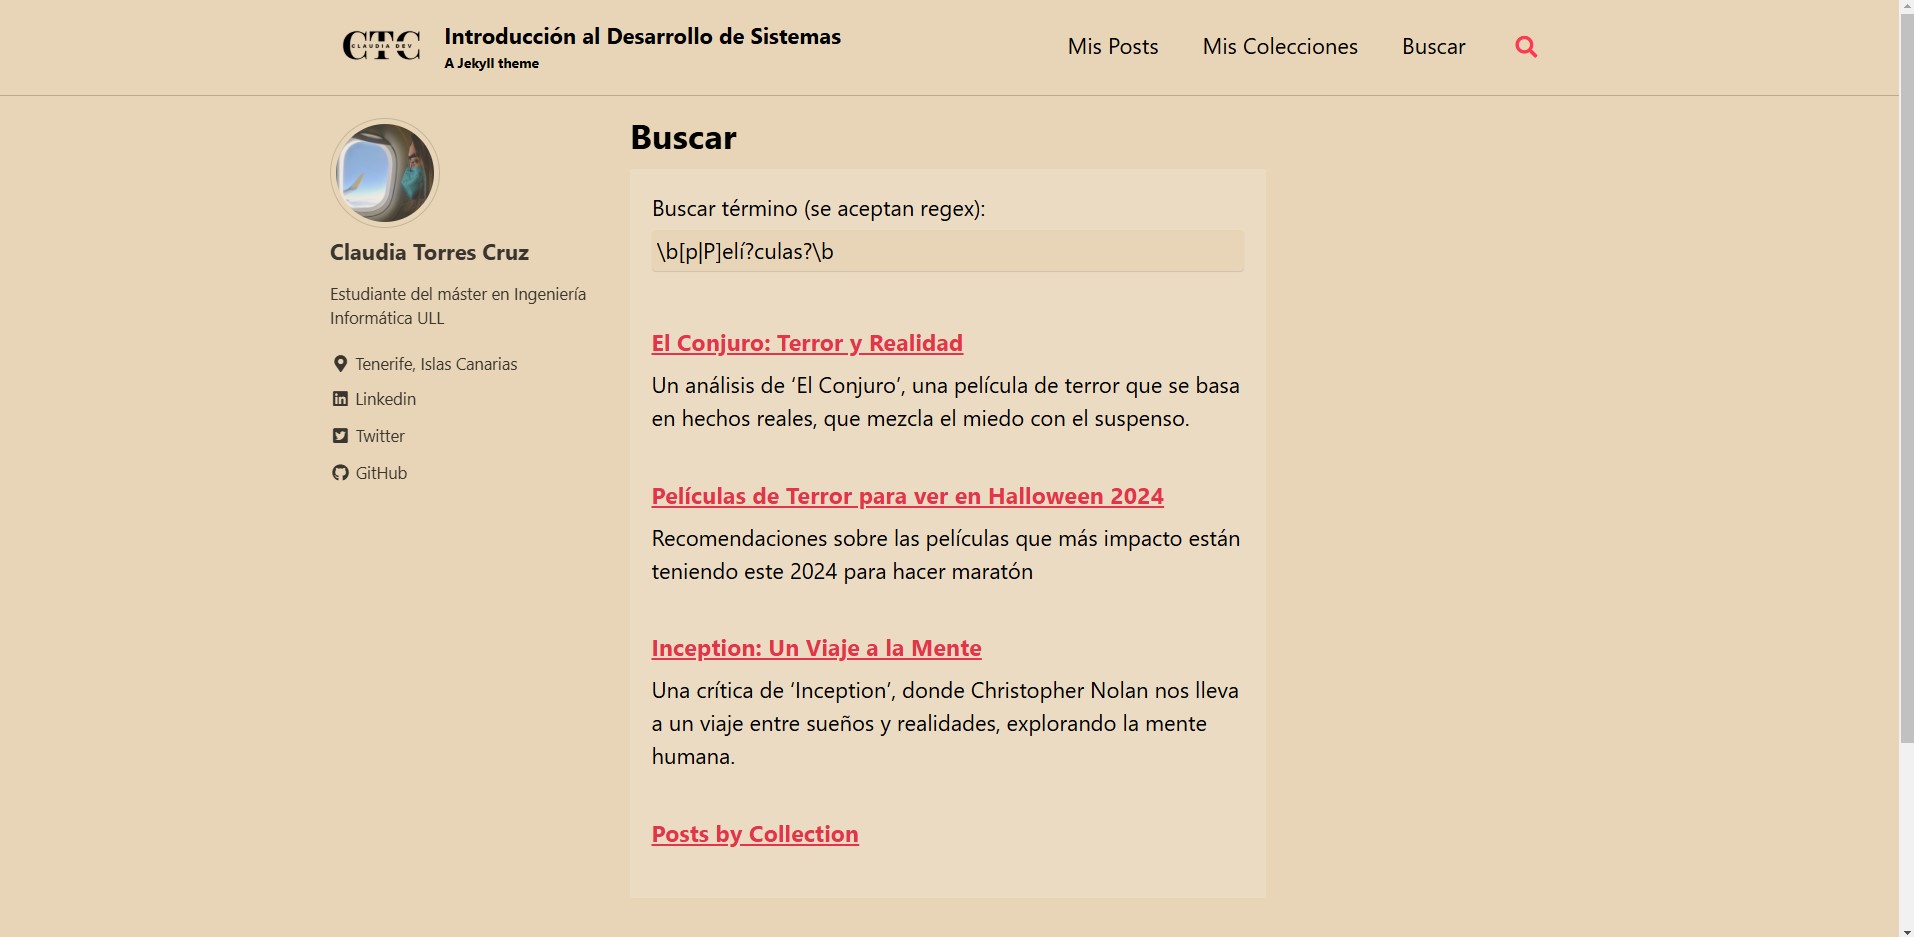 CTC
CLAUDIA DEV
Introducción al Desarrollo de Sistemas
A Jekyll theme
Mis Posts
Mis Colecciones
Buscar
Claudia Torres Cruz
Estudiante del máster en Ingeniería
Informática ULL
Tenerife, Islas Canarias
Linkedin
Twitter
GitHub
Buscar
Buscar término (se aceptan regex):
\b[p|P]elí?culas?\b
El Conjuro: Terror y Realidad
Un análisis de ‘El Conjuro’, una película de terror que se basa
en hechos reales, que mezcla el miedo con el suspenso.
Películas de Terror para ver en Halloween 2024
Recomendaciones sobre las películas que más impacto están
teniendo este 2024 para hacer maratón
Inception: Un Viaje a la Mente
Una crítica de ‘Inception’, donde Christopher Nolan nos lleva
a un viaje entre sueños y realidades, explorando la mente
humana.
Posts by Collection